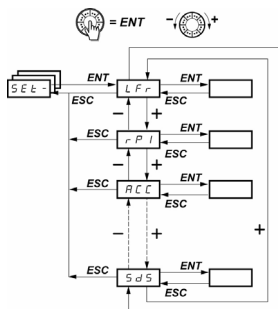 = ENT
- +
SEt-
ENT
LFr
ENT
ESC
ESC
- +
ESC
rPI
ENT
ESC
- +
ESC
ACC
ENT
ESC
- +
+
ESC
SdS
ENT
ESC